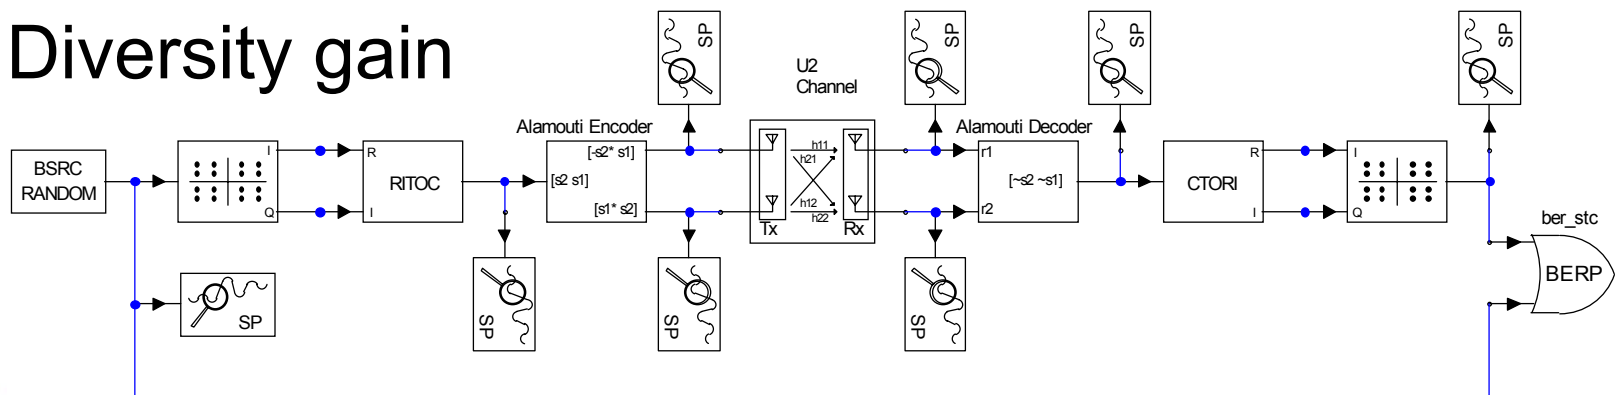 Diversity gain
BSRC
RANDOM
I
Q
SP
R
I
RITOC
SP
Alamouti Encoder
[-s2* s1]
[s2 s1]
[s1* s2]
SP
SP
U2
Channel
h11
h21
h12
h22
Tx
Rx
SP
SP
Alamouti Decoder
r1
[~s2 ~s1]
r2
SP
R
CTORI
I
I
Q
SP
ber_stc
BERP